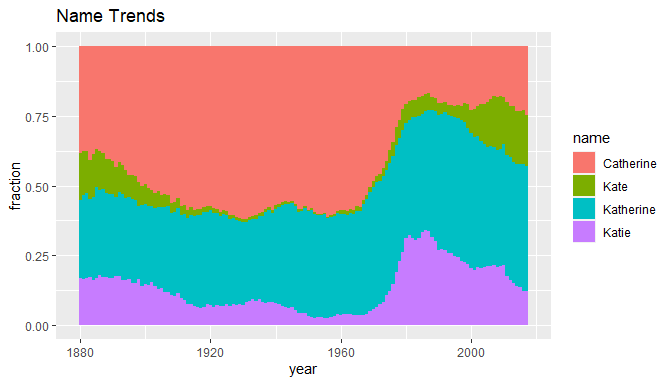 Name Trends
fraction
1.00
0.75
0.50
0.25
0.00
1880
1920
1960
2000
year
name
Catherine
Kate
Katherine
Katie